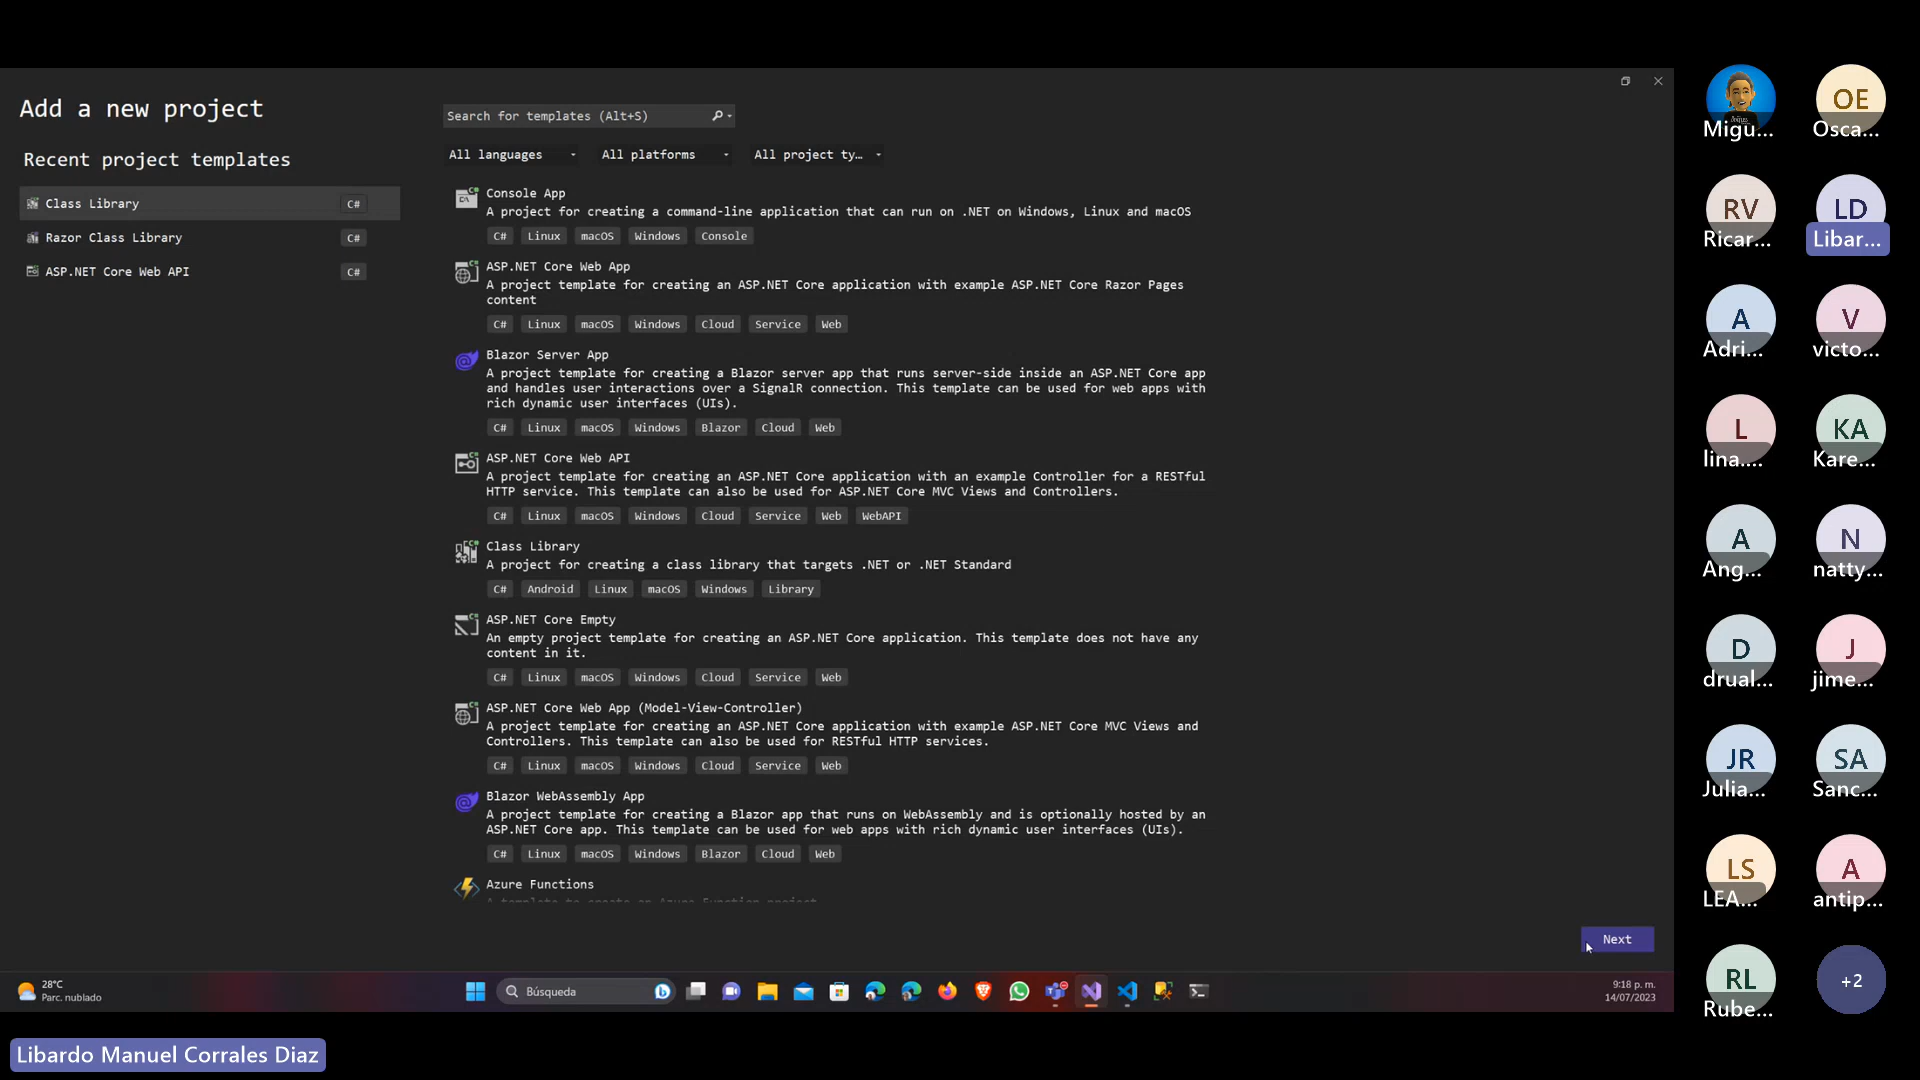 Add a new project
Recent project templates
Class Library C#
Razor Class Library C#
ASP.NET Core Web API C#
Search for templates (Alt+S)
All languages All platforms All project ty…
Console App
A project for creating a command-line application that can run on .NET on Windows, Linux and macOS
C# Linux macOS Windows Console
ASP.NET Core Web App
A project template for creating an ASP.NET Core application with example ASP.NET Core Razor Pages
content
C# Linux macOS Windows Cloud Service Web
Blazor Server App
A project template for creating a Blazor server app that runs server-side inside an ASP.NET Core app
and handles user interactions over a SignalR connection. This template can be used for web apps with
rich dynamic user interfaces (UIs).
C# Linux macOS Windows Blazor Cloud Web
ASP.NET Core Web API
A project template for creating an ASP.NET Core application with an example Controller for a RESTful
HTTP service. This template can also be used for ASP.NET Core MVC Views and Controllers.
C# Linux macOS Windows Cloud Service Web WebAPI
Class Library
A project for creating a class library that targets .NET or .NET Standard
C# Android Linux macOS Windows Library
ASP.NET Core Empty
An empty project template for creating an ASP.NET Core application. This template does not have any
content in it.
C# Linux macOS Windows Cloud Service Web
ASP.NET Core Web App (Model-View-Controller)
A project template for creating an ASP.NET Core application with example ASP.NET Core MVC Views and
Controllers. This template can also be used for RESTful HTTP services.
C# Linux macOS Windows Cloud Service Web
Blazor WebAssembly App
A project template for creating a Blazor app that runs on WebAssembly and is optionally hosted by an
ASP.NET Core app. This template can be used for web apps with rich dynamic user interfaces (UIs).
C# Linux macOS Windows Blazor Cloud Web
Azure Functions
A template to create an Azure Function project
Next
28°C
Parc. nublado
Búsqueda
9:18 p. m.
14/07/2023
Libardo Manuel Corrales Diaz
OE
Migu... Osca...
RV LD
Ricar... Libar...
A V
Adri... victo...
L KA
lina.... Kare...
A N
Ang... natty...
D J
drual... jime...
JR SA
Julia... Sanc...
LS A
LEA... antip...
RL +2
Rube...